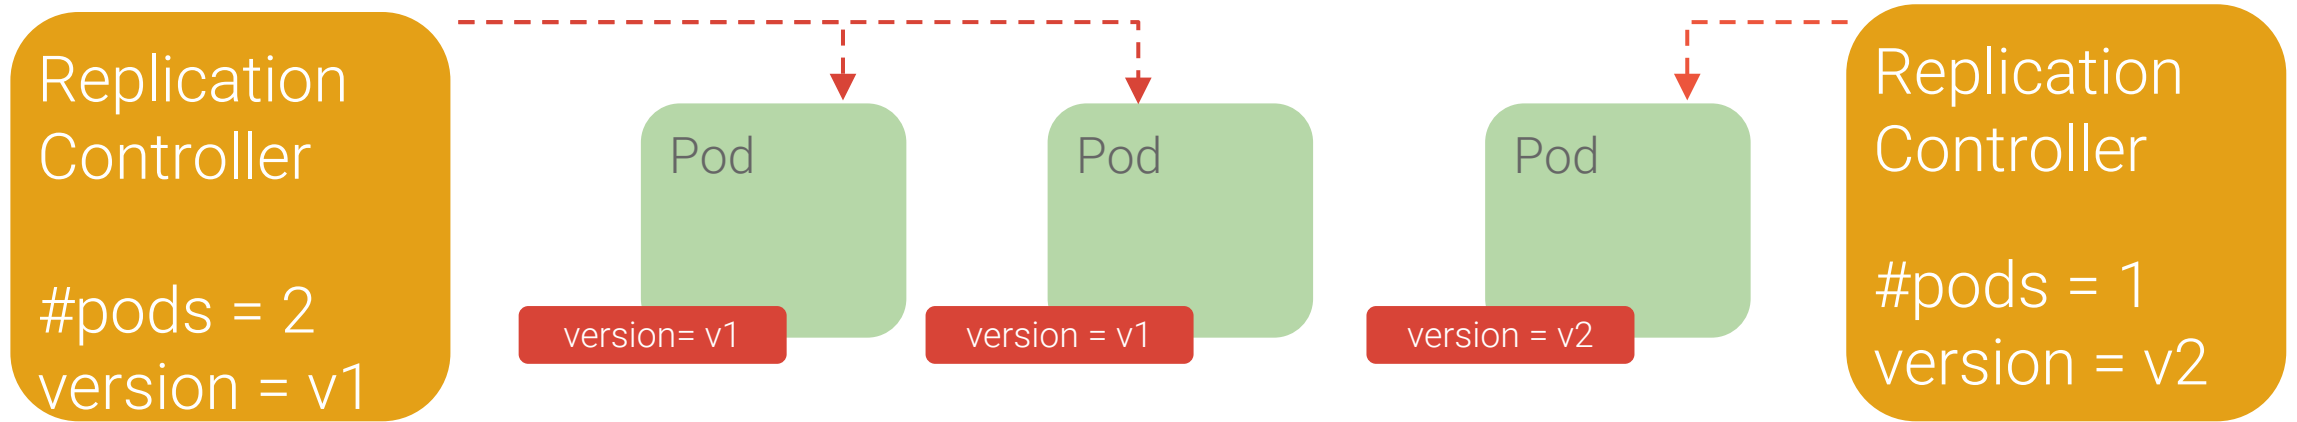 Replication
Controller
#pods = 2
version = v1
Pod
version= v1
Pod
version = v1
Pod
version = v2
Replication
Controller
#pods = 1
version = v2